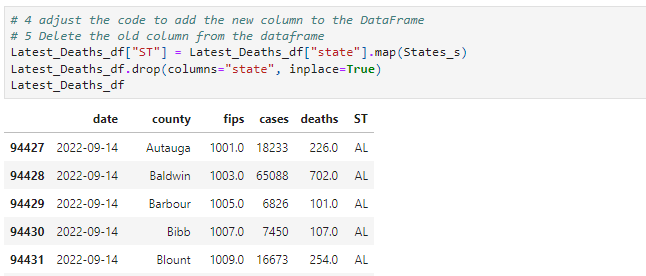 # 4 adjust the code to add the new column to the DataFrame
# 5 Delete the old column from the dataframe
Latest_Deaths_df["ST"] = Latest_Deaths_df["state"].map(States_s)
Latest_Deaths_df.drop(columns="state", inplace=True)
Latest_Deaths_df
date county fips cases deaths ST
94427 2022-09-14 Autauga 1001.0 18233 226.0 AL
94428 2022-09-14 Baldwin 1003.0 65088 702.0 AL
94429 2022-09-14 Barbour 1005.0 6826 101.0 AL
94430 2022-09-14 Bibb 1007.0 7450 107.0 AL
94431 2022-09-14 Blount 1009.0 16673 254.0 AL